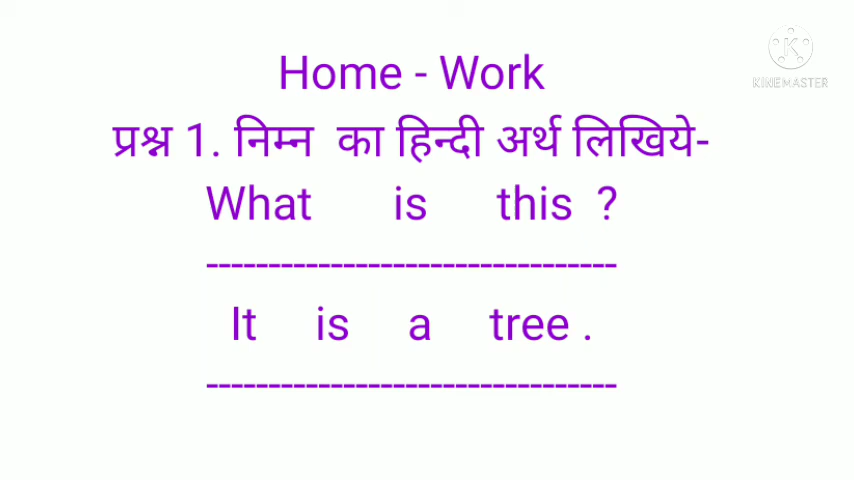 KINEMASTER
Home - Work
प्रश्न 1. निम्न का हिन्दी अर्थ लिखिये-
What is this ?
---------------------------------
It is a tree .
---------------------------------